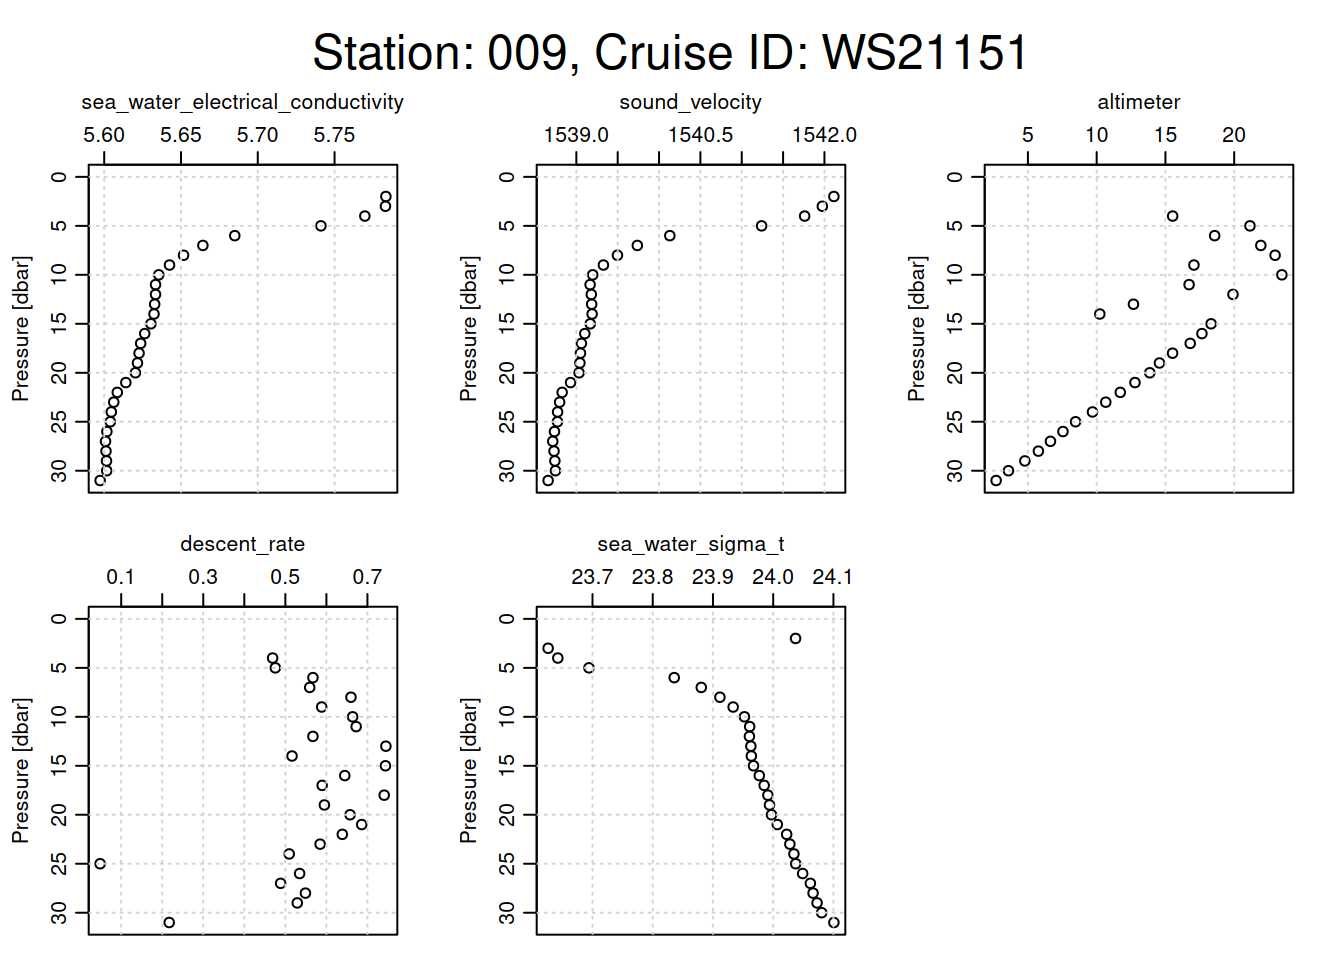 Station: 009, Cruise ID: WS21151
sea_water_electrical_conductivity
5.60 5.65 5.70 5.75
0
5
10
15
20
25
30
Pressure [dbar]
sound_velocity
1539.0 1540.5 1542.0
0
5
10
15
20
25
30
Pressure [dbar]
altimeter
5 10 15 20
0
5
10
15
20
25
30
Pressure [dbar]
descent_rate
0.1 0.3 0.5 0.7
0
5
10
15
20
25
30
Pressure [dbar]
sea_water_sigma_t
23.7 23.8 23.9 24.0 24.1
0
5
10
15
20
25
30
Pressure [dbar]